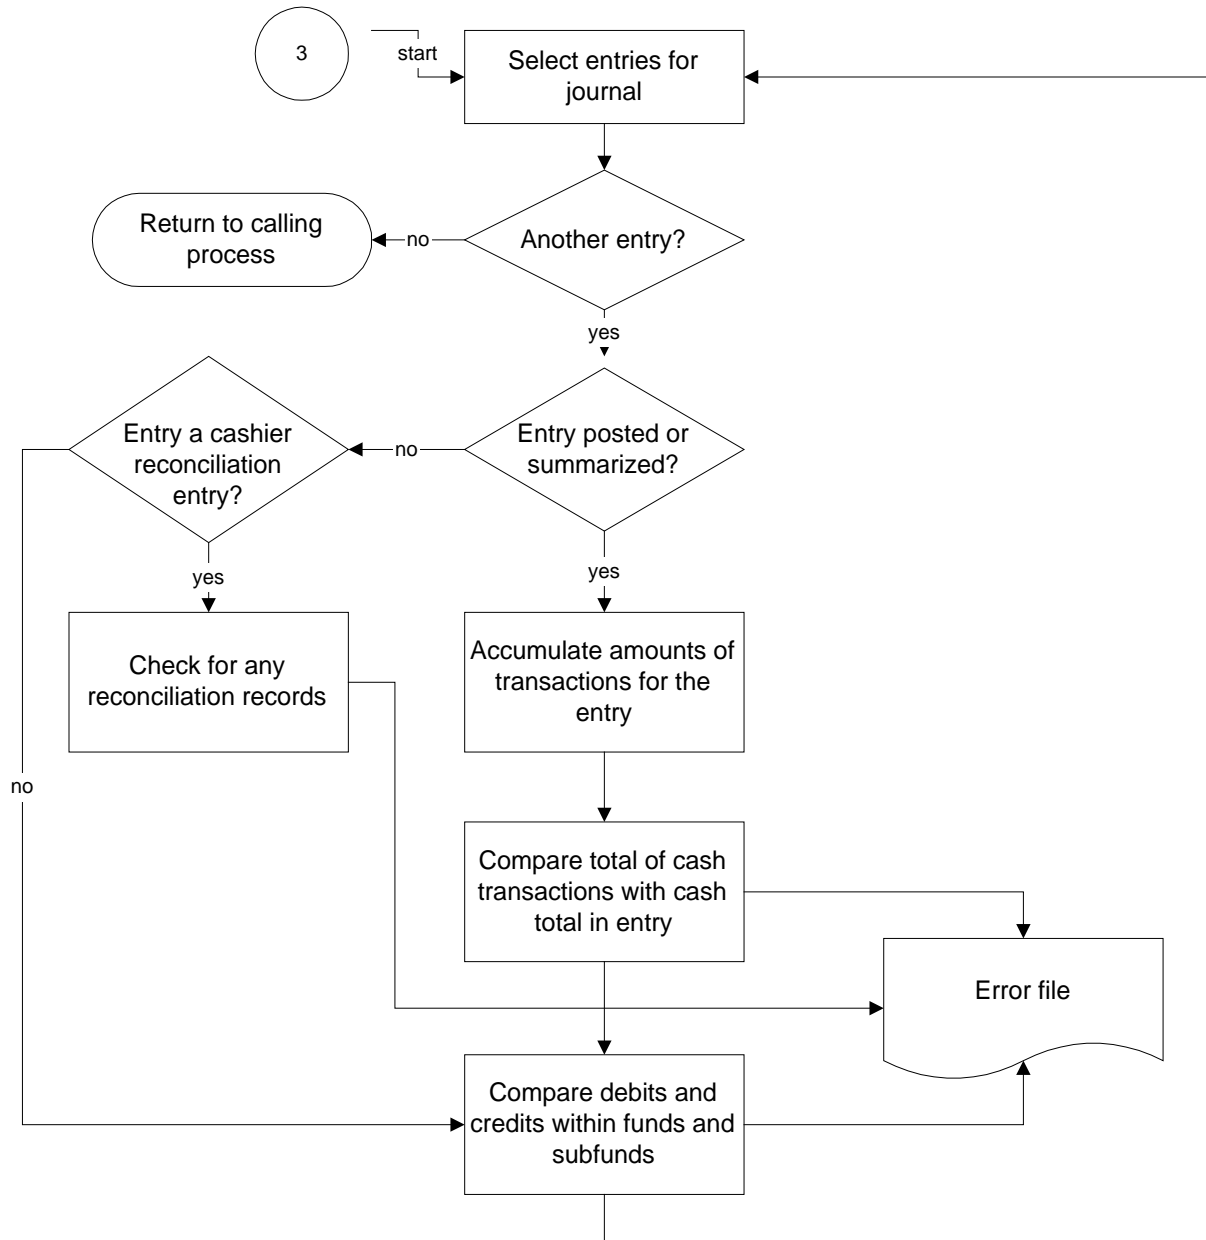 3
start
Select entries for
journal
Return to calling
process
no
Another entry?
yes
Entry a cashier
reconciliation
entry?
no
Entry posted or
summarized?
yes
yes
Check for any
reconciliation records
Accumulate amounts of
transactions for the
entry
no
Compare total of cash
transactions with cash
total in entry
Error file
Compare debits and
credits within funds and
subfunds